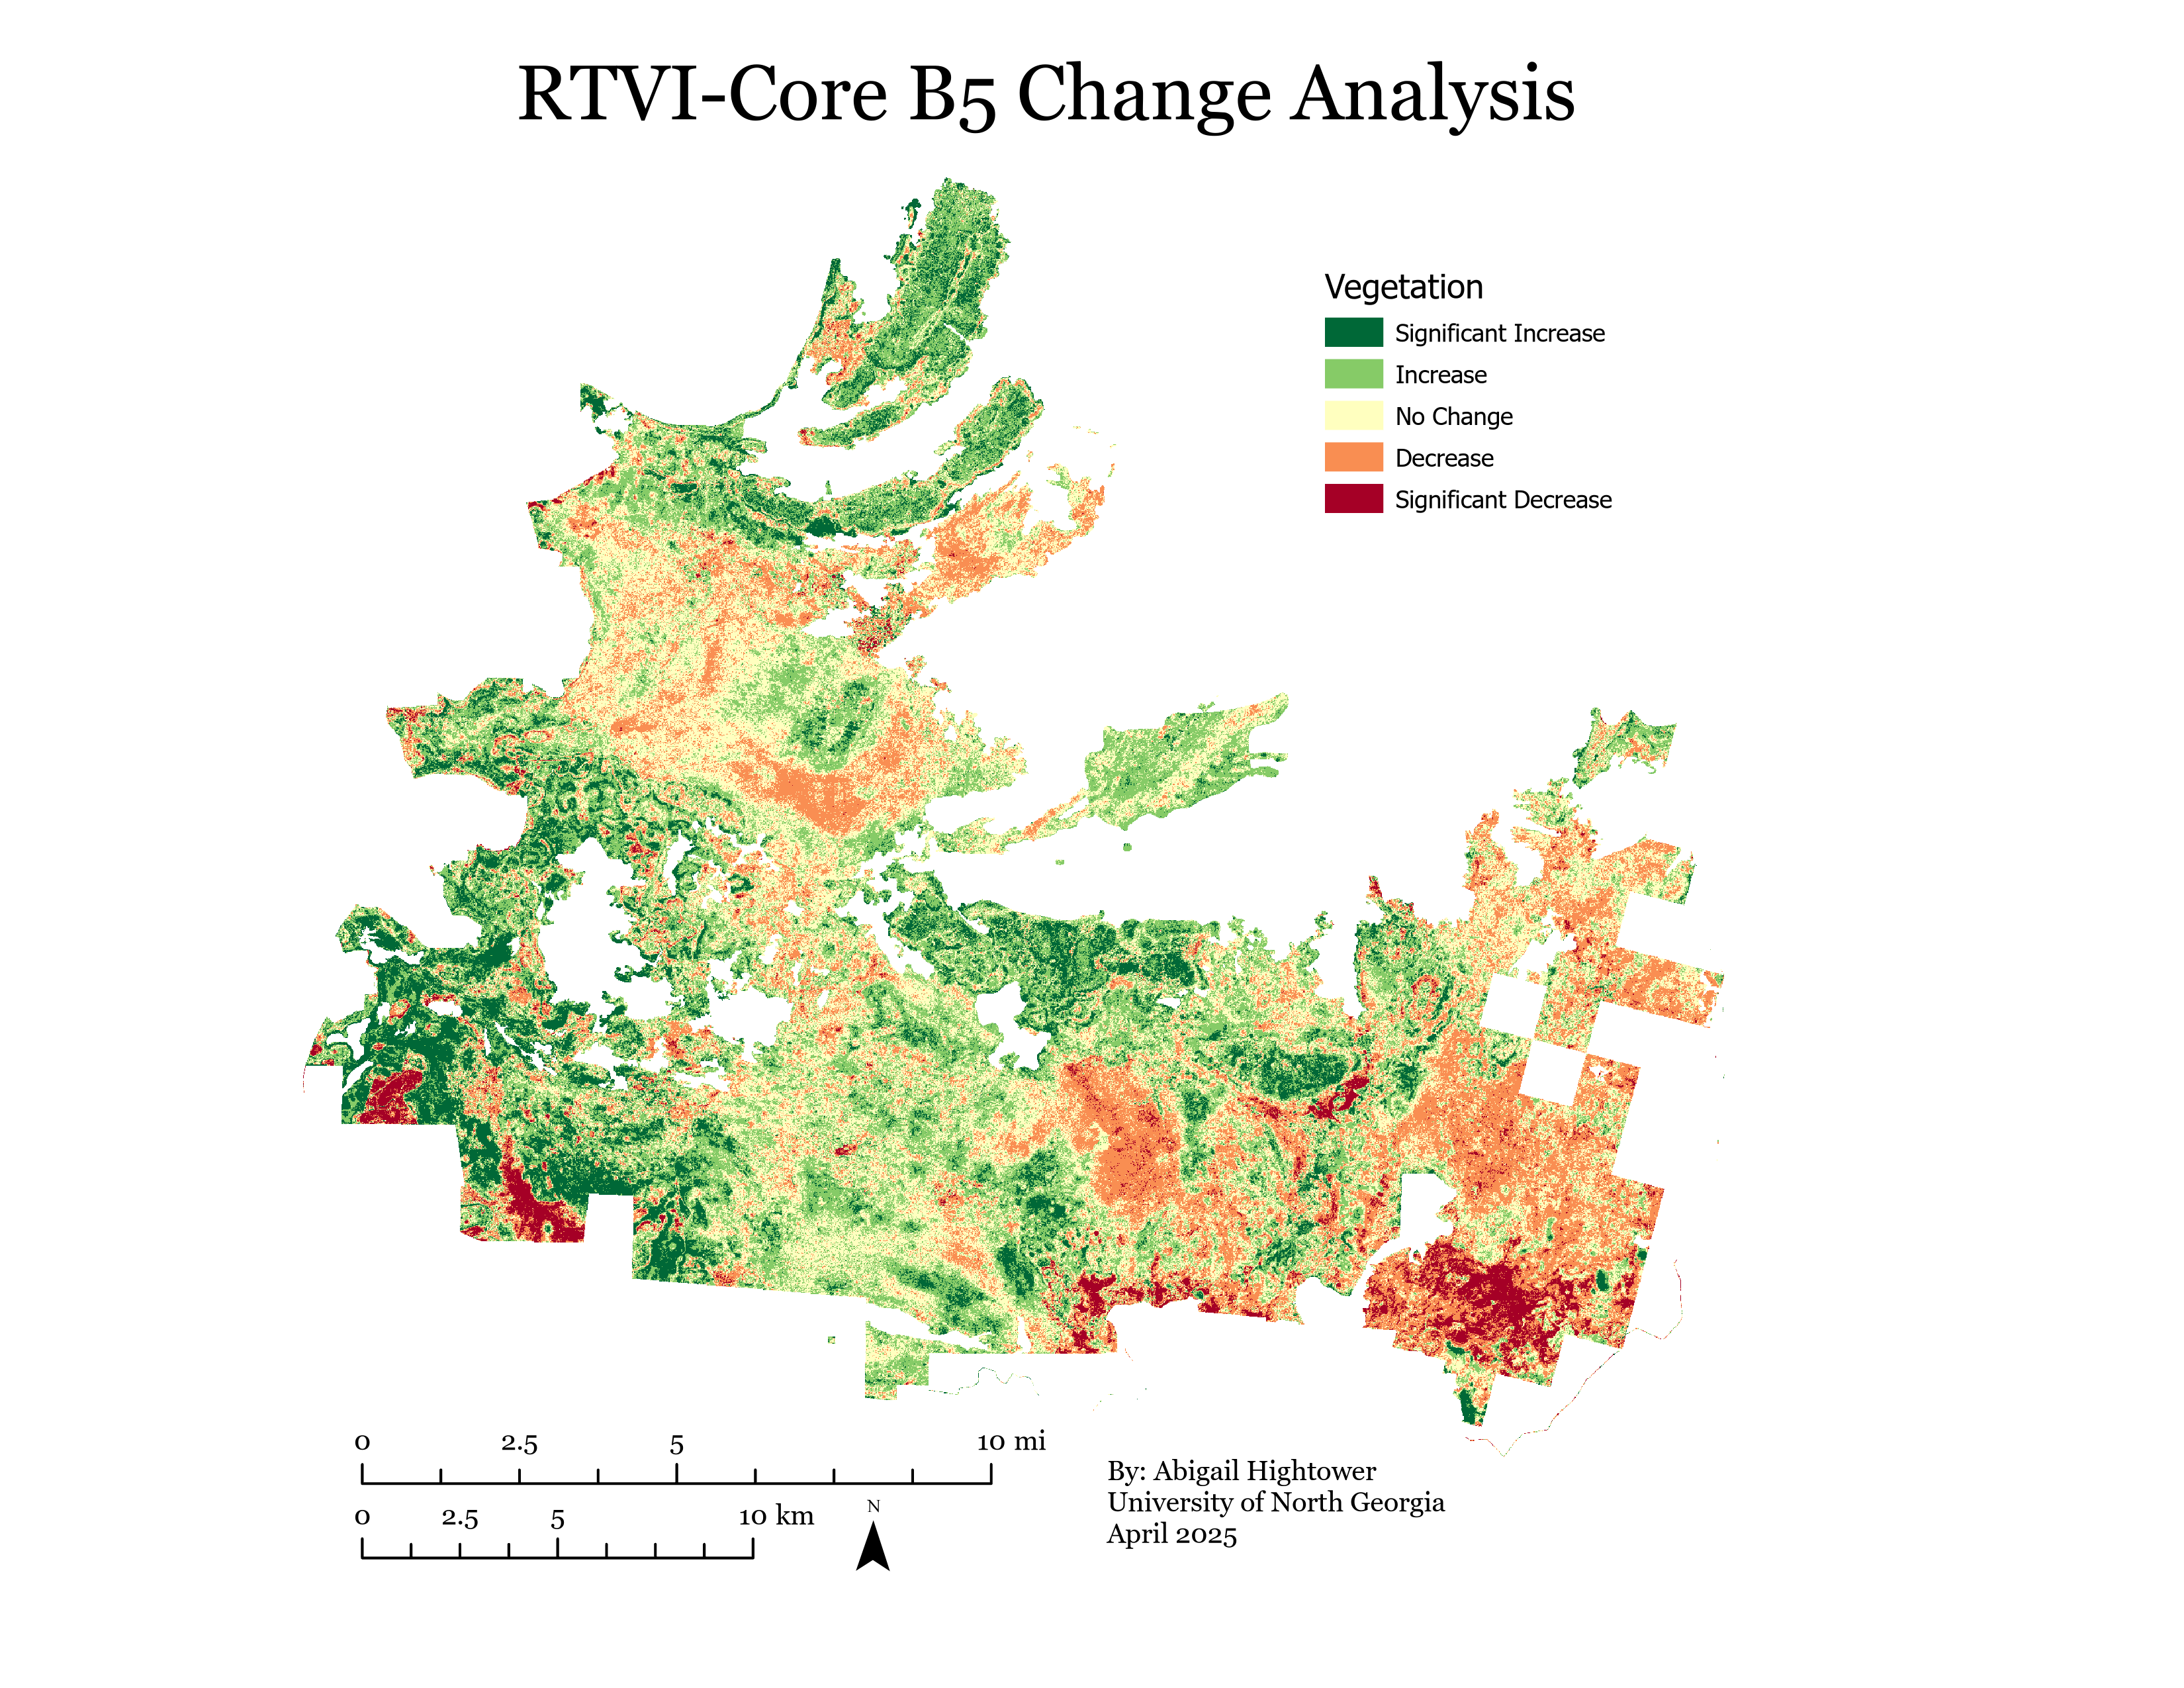 RTVI-Core B5 Change Analysis
Vegetation
Significant Increase
Increase
No Change
Decrease
Significant Decrease
0 2.5 5 10 mi
0 2.5 5 10 km
N
By: Abigail Hightower
University of North Georgia
April 2025